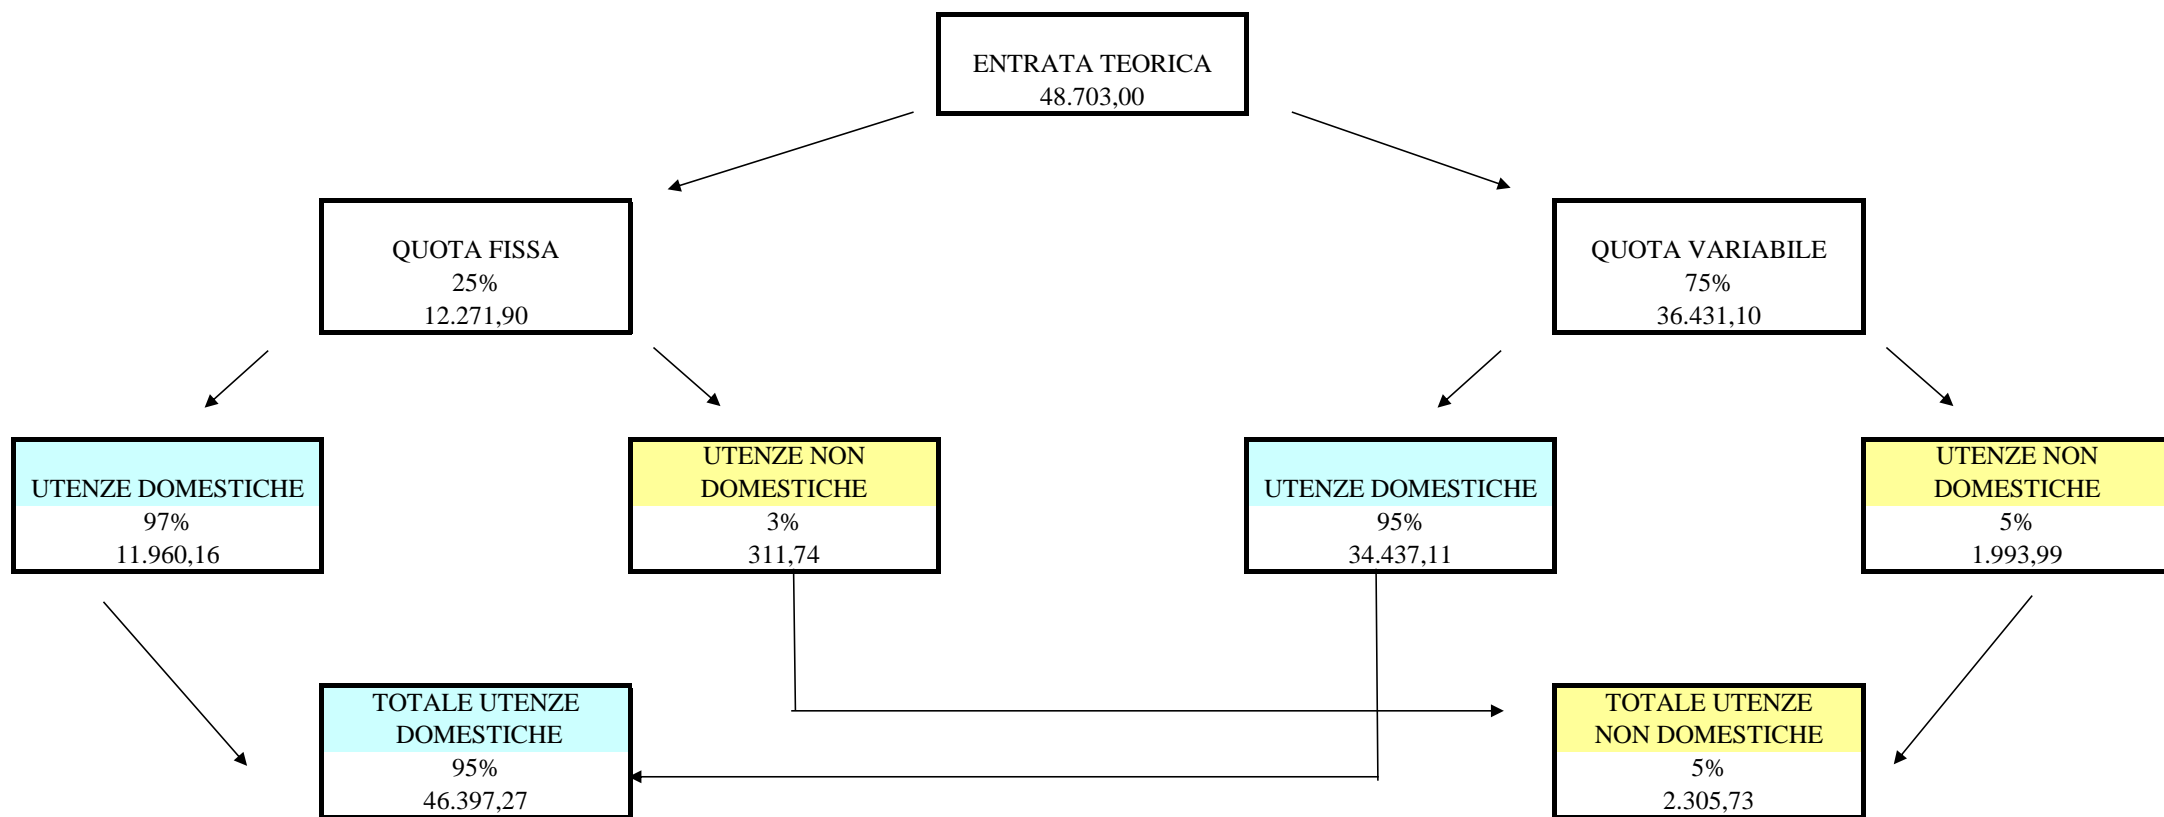 ENTRATA TEORICA
48.703,00
QUOTA FISSA
25%
12.271,90
QUOTA VARIABILE
75%
36.431,10
UTENZE DOMESTICHE
97%
11.960,16
UTENZE NON
DOMESTICHE
3%
311,74
UTENZE DOMESTICHE
95%
34.437,11
UTENZE NON
DOMESTICHE
5%
1.993,99
TOTALE UTENZE
DOMESTICHE
95%
46.397,27
TOTALE UTENZE
NON DOMESTICHE
5%
2.305,73